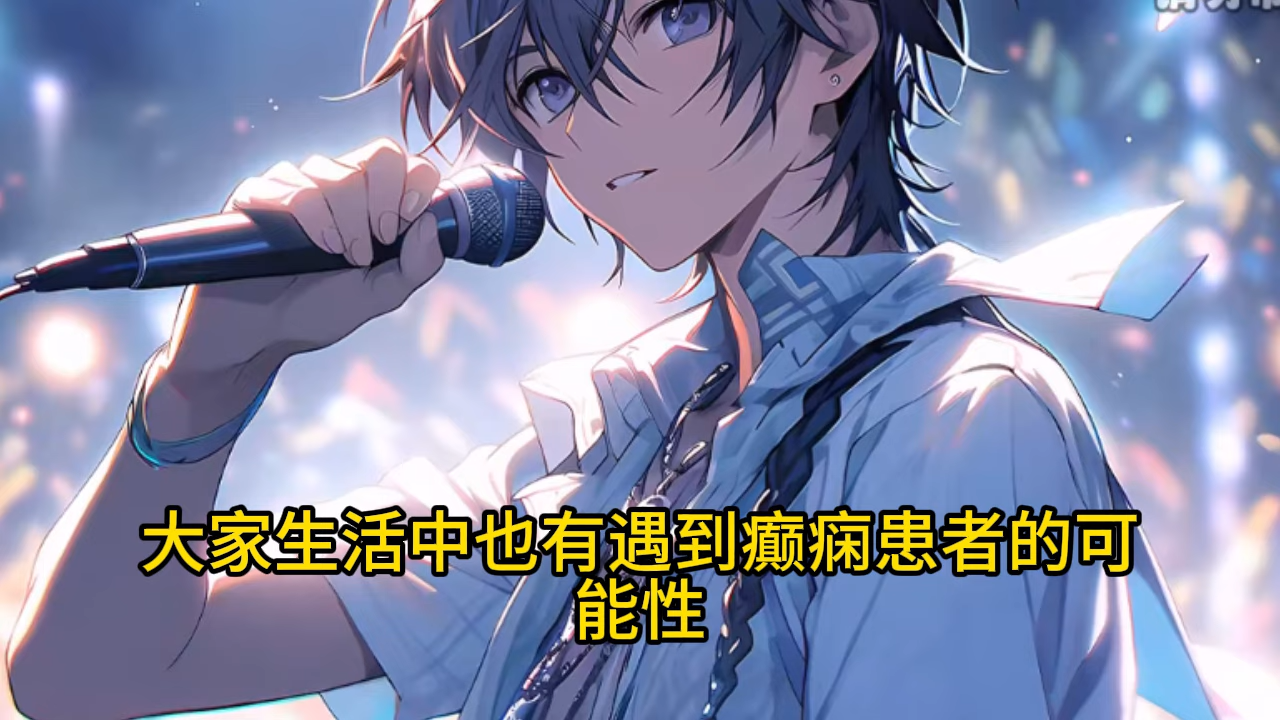 大家生活中也有遇到癫痫患者的可
能性